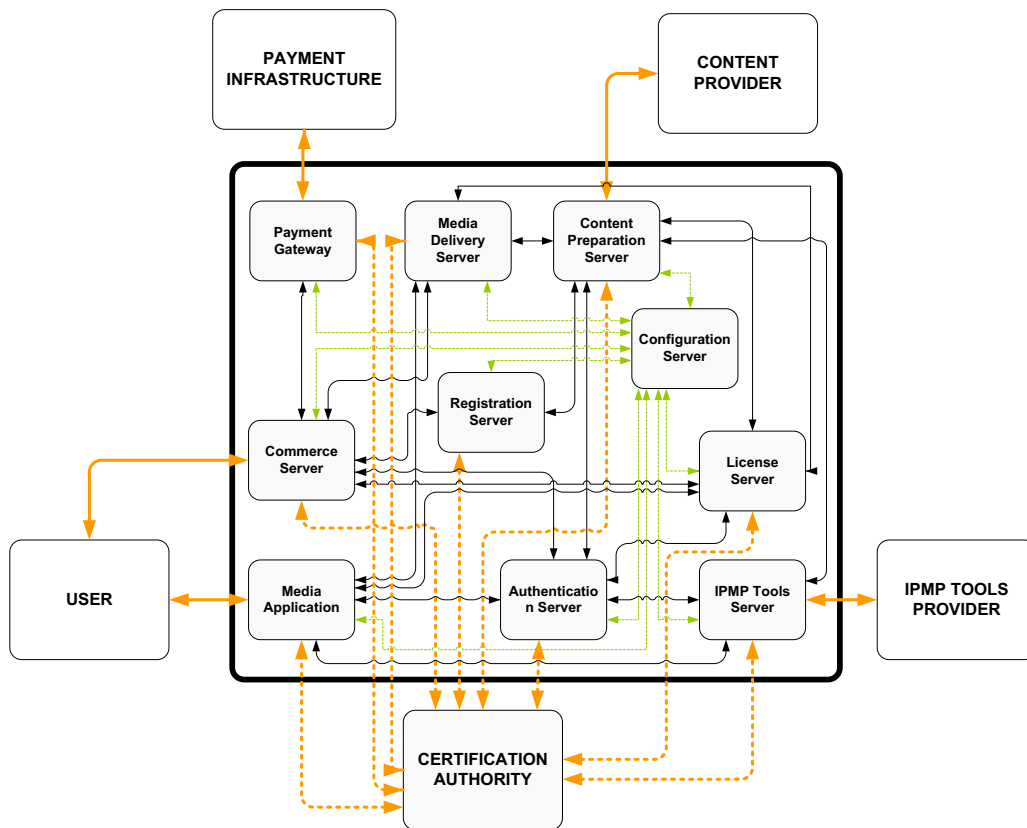 PAYMENT
INFRASTRUCTURE
CONTENT
PROVIDER
Payment
Gateway
Media
Delivery
Server
Content
Preparation
Server
Configuration
Server
Registration
Server
Commerce
Server
License
Server
USER
Media
Application
Authenticatio
n Server
IPMP Tools
Server
IPMP TOOLS
PROVIDER
CERTIFICATION
AUTHORITY